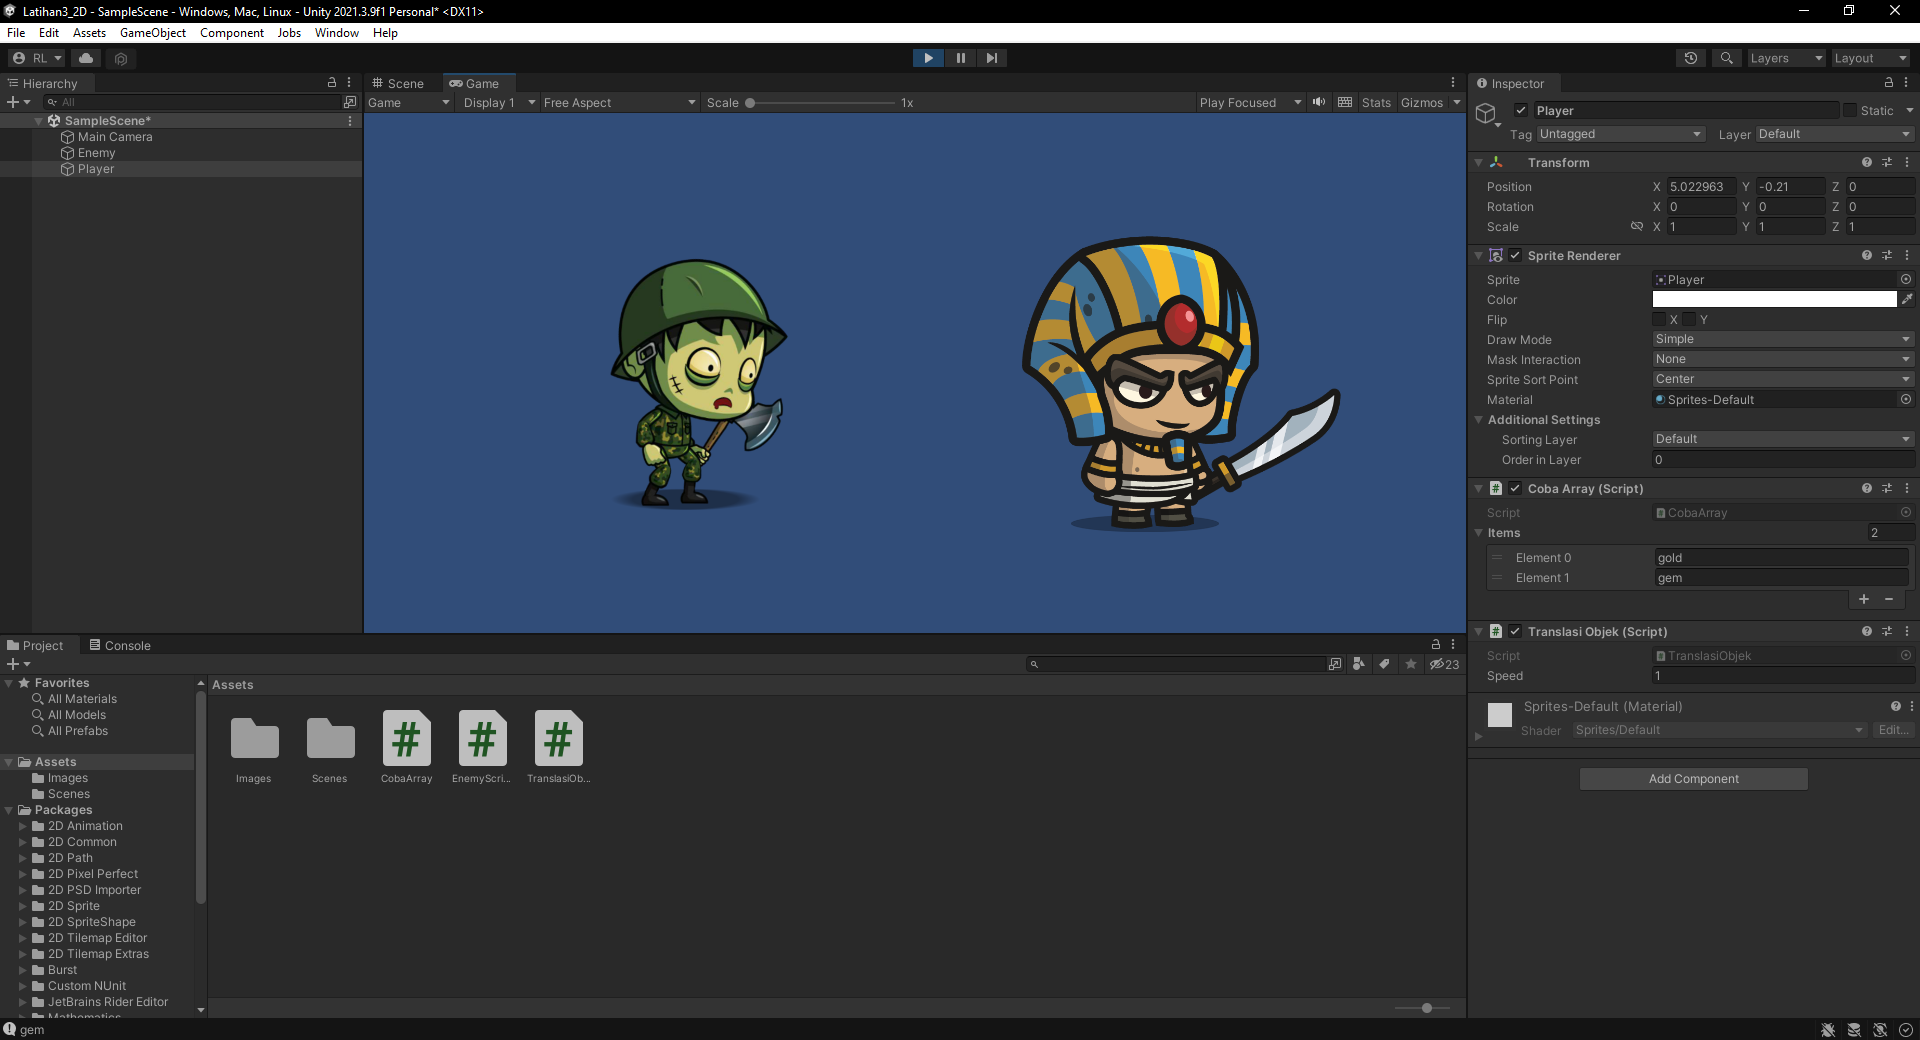 Latihan3_2D - SampleScene - Windows, Mac, Linux - Unity 2021.3.9f1 Personal* <DX11>
File Edit Assets GameObject Component Jobs Window Help
RL
Layers Layout
Hierarchy
All
SampleScene*
Main Camera
Enemy
Player
Scene Game
Game Display 1 Free Aspect Scale 1x Play Focused Stats Gizmos
Inspector
Player Static
Tag Untagged Layer Default
Transform
Position X 5.022963 Y -0.21 Z 0
Rotation X 0 Y 0 Z 0
Scale X 1 Y 1 Z 1
Sprite Renderer
Sprite Player
Color
Flip X Y
Draw Mode Simple
Mask Interaction None
Sprite Sort Point Center
Material Sprites-Default
Additional Settings
Sorting Layer Default
Order in Layer 0
# Coba Array (Script)
Script CobaArray
Items 2
Element 0 gold
Element 1 gem
+ −
# Translasi Objek (Script)
Script TranslasiObjek
Speed 1
Sprites-Default (Material)
Shader Sprites/Default Edit...
Add Component
Project Console
23
Favorites
All Materials
All Models
All Prefabs
Assets
Images
Scenes
Packages
2D Animation
2D Common
2D Path
2D Pixel Perfect
2D PSD Importer
2D Sprite
2D SpriteShape
2D Tilemap Editor
2D Tilemap Extras
Burst
Custom NUnit
JetBrains Rider Editor
Mathematics
Assets
Images Scenes CobaArray EnemyScri... TranslasiOb...
gem